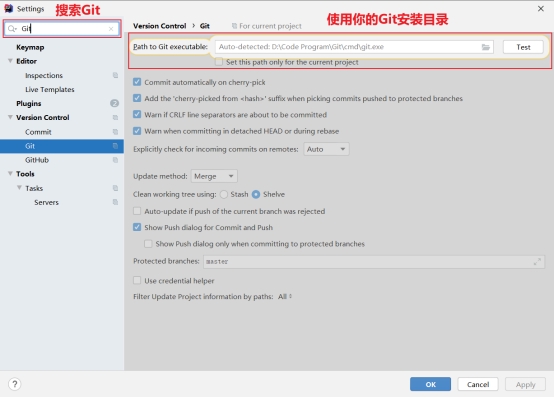 Settings
搜索Git
使用你的Git安装目录
Git
Version Control › Git
For current project
Path to Git executable:
Auto-detected: D:\Code Program\Git\cmd\git.exe
Test
Set this path only for the current project
Keymap
Editor
Inspections
Live Templates
Plugins
2
Version Control
Commit
Git
GitHub
Tools
Tasks
Servers
Commit automatically on cherry-pick
Add the 'cherry-picked from <hash>' suffix when picking commits pushed to protected branches
Warn if CRLF line separators are about to be committed
Warn when committing in detached HEAD or during rebase
Explicitly check for incoming commits on remotes: Auto
Update method: Merge
Clean working tree using: Stash Shelve
Auto-update if push of the current branch was rejected
Show Push dialog for Commit and Push
Show Push dialog only when committing to protected branches
Protected branches: master
Use credential helper
Filter Update Project information by paths: All
?
OK
Cancel
Apply